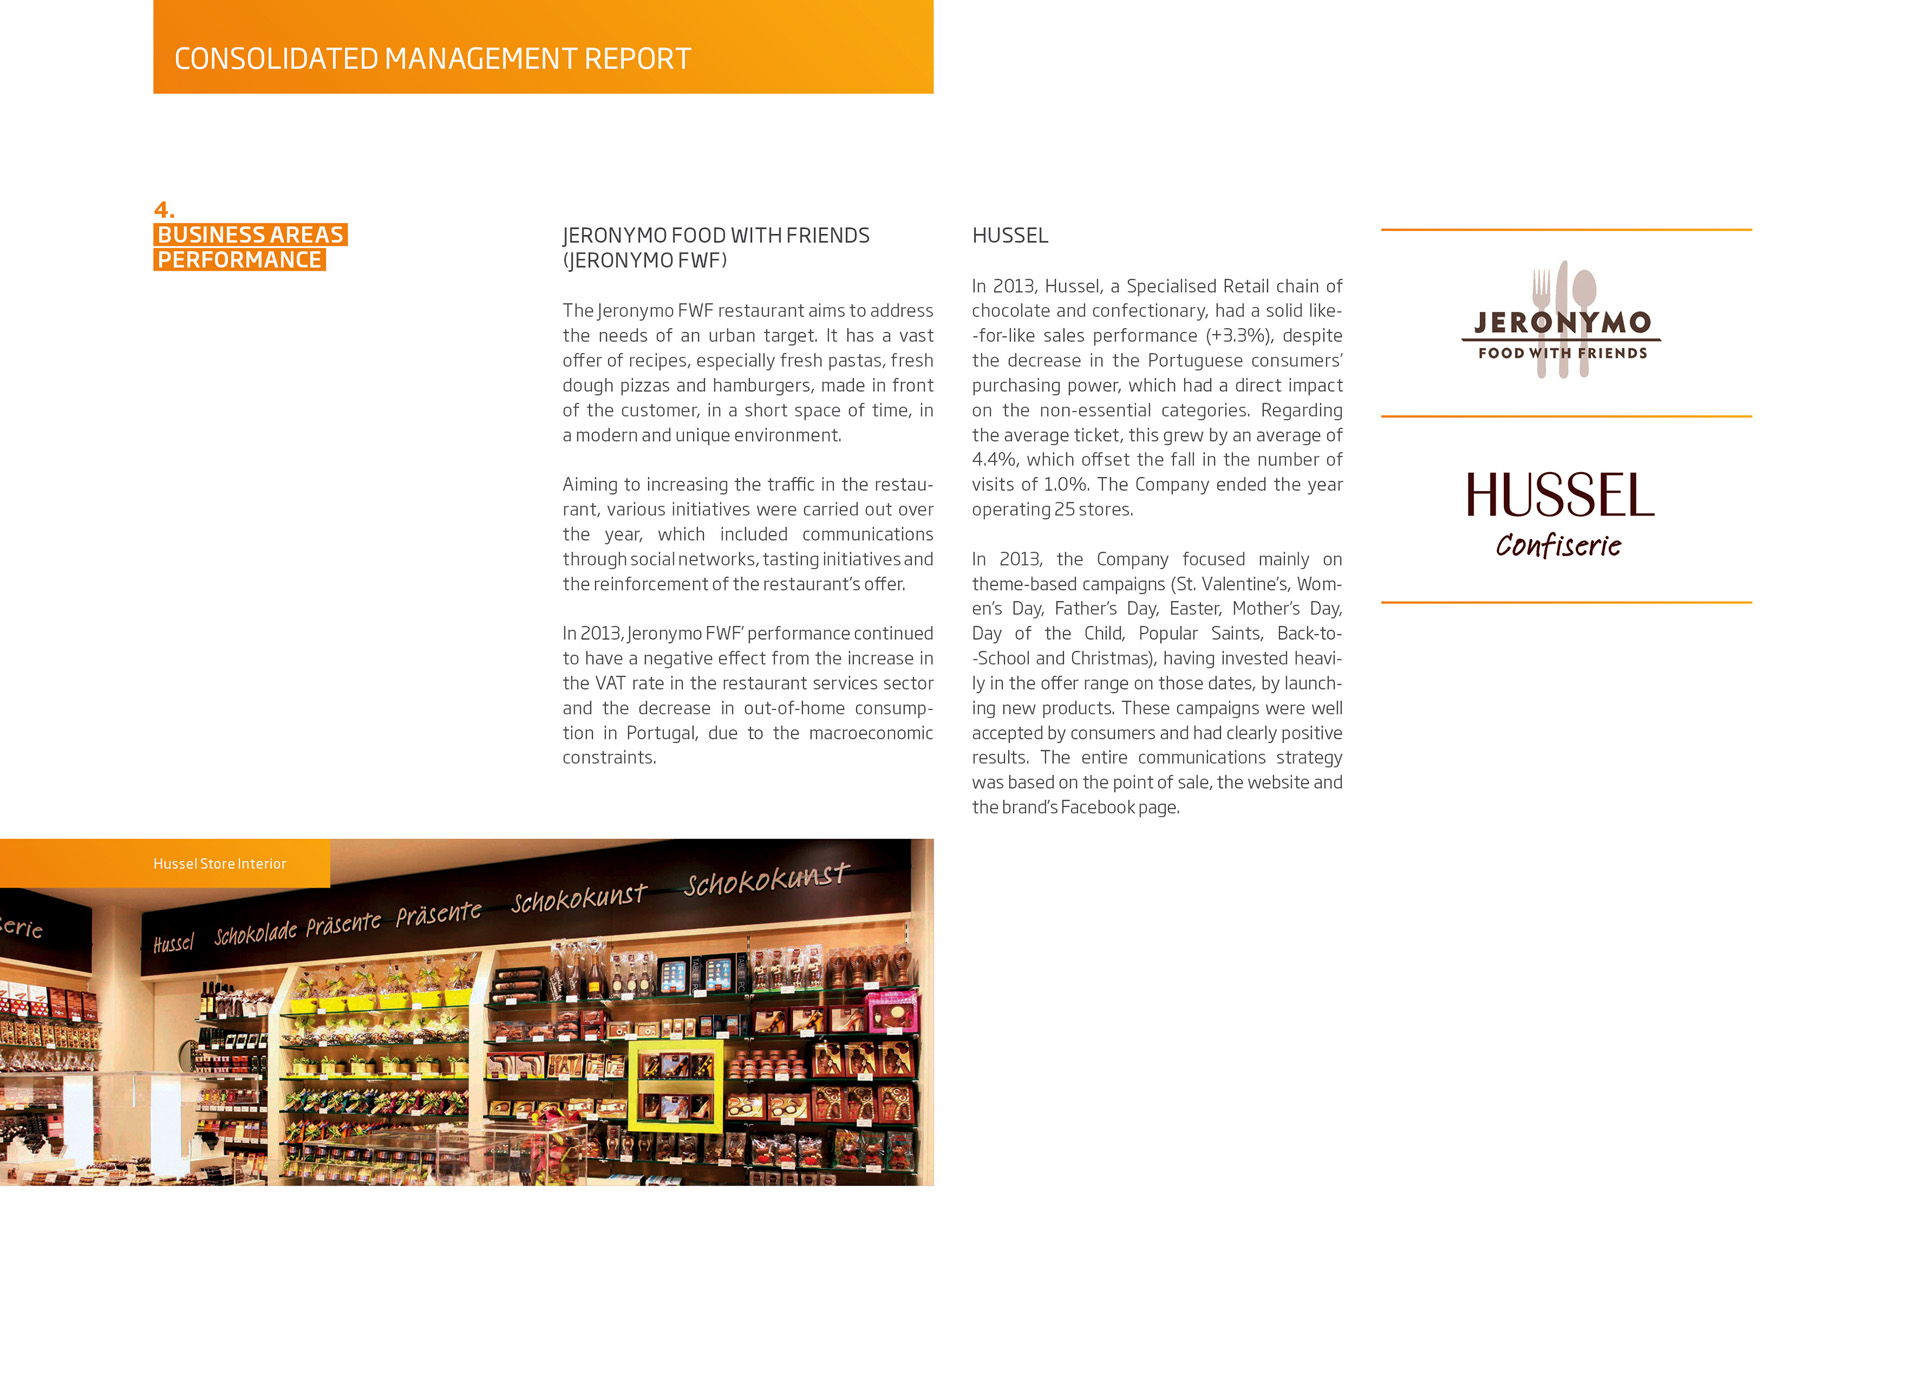 CONSOLIDATED MANAGEMENT REPORT
4.
BUSINESS AREAS
PERFORMANCE
JERONYMO FOOD WITH FRIENDS
(JERONYMO FWF)
The Jeronymo FWF restaurant aims to address
the needs of an urban target. It has a vast
offer of recipes, especially fresh pastas, fresh
dough pizzas and hamburgers, made in front
of the customer, in a short space of time, in
a modern and unique environment.
Aiming to increasing the traffic in the restau-
rant, various initiatives were carried out over
the year, which included communications
through social networks, tasting initiatives and
the reinforcement of the restaurant's offer.
In 2013, Jeronymo FWF' performance continued
to have a negative effect from the increase in
the VAT rate in the restaurant services sector
and the decrease in out-of-home consump-
tion in Portugal, due to the macroeconomic
constraints.
HUSSEL
In 2013, Hussel, a Specialised Retail chain of
chocolate and confectionary, had a solid like-
-for-like sales performance (+3.3%), despite
the decrease in the Portuguese consumers'
purchasing power, which had a direct impact
on the non-essential categories. Regarding
the average ticket, this grew by an average of
4.4%, which offset the fall in the number of
visits of 1.0%. The Company ended the year
operating 25 stores.
In 2013, the Company focused mainly on
theme-based campaigns (St. Valentine's, Wom-
en's Day, Father's Day, Easter, Mother's Day,
Day of the Child, Popular Saints, Back-to-
-School and Christmas), having invested heavi-
ly in the offer range on those dates, by launch-
ing new products. These campaigns were well
accepted by consumers and had clearly positive
results. The entire communications strategy
was based on the point of sale, the website and
the brand's Facebook page.
JERONYMO
FOOD WITH FRIENDS
HUSSEL
Confiserie
Hussel Store Interior
serie
Hussel Schokolade Präsente Präsente Schokokunst Schokokunst